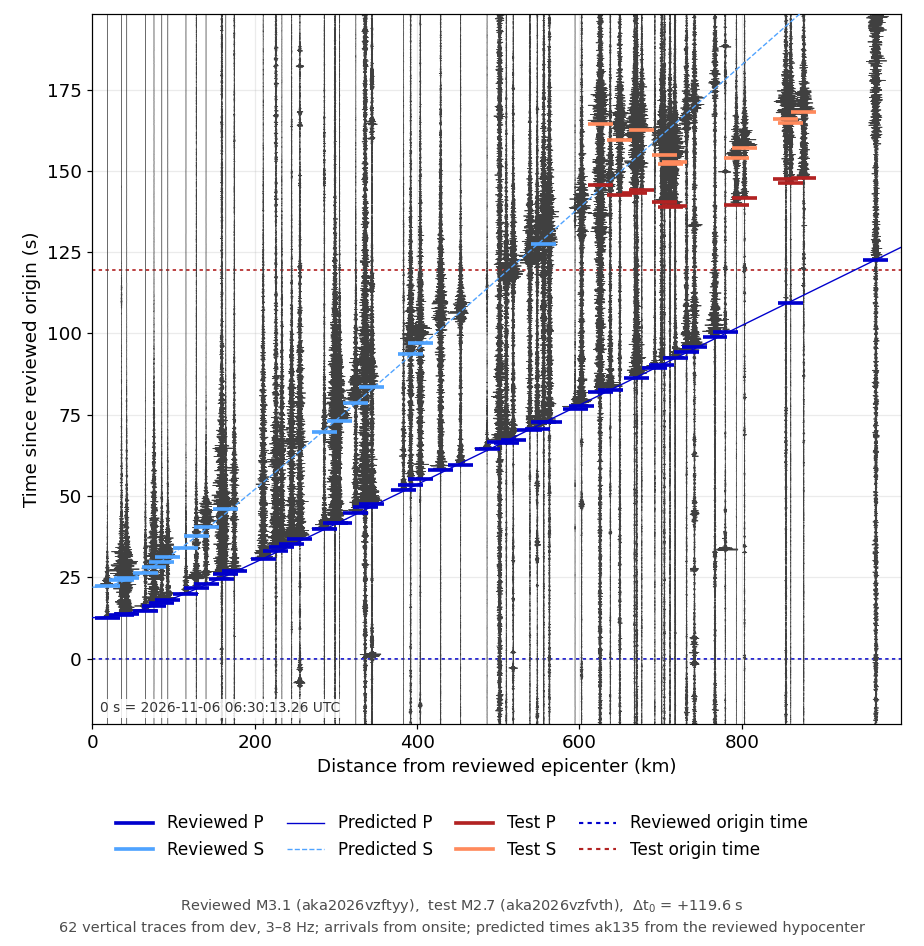 175
150
125
100
75
50
25
0
Time since reviewed origin (s)
0 s = 2026-11-06 06:30:13.26 UTC
0 200 400 600 800
Distance from reviewed epicenter (km)
Reviewed P Predicted P Test P Reviewed origin time
Reviewed S Predicted S Test S Test origin time
Reviewed M3.1 (aka2026vzftyy), test M2.7 (aka2026vzfvth), Δt₀ = +119.6 s
62 vertical traces from dev, 3–8 Hz; arrivals from onsite; predicted times ak135 from the reviewed hypocenter